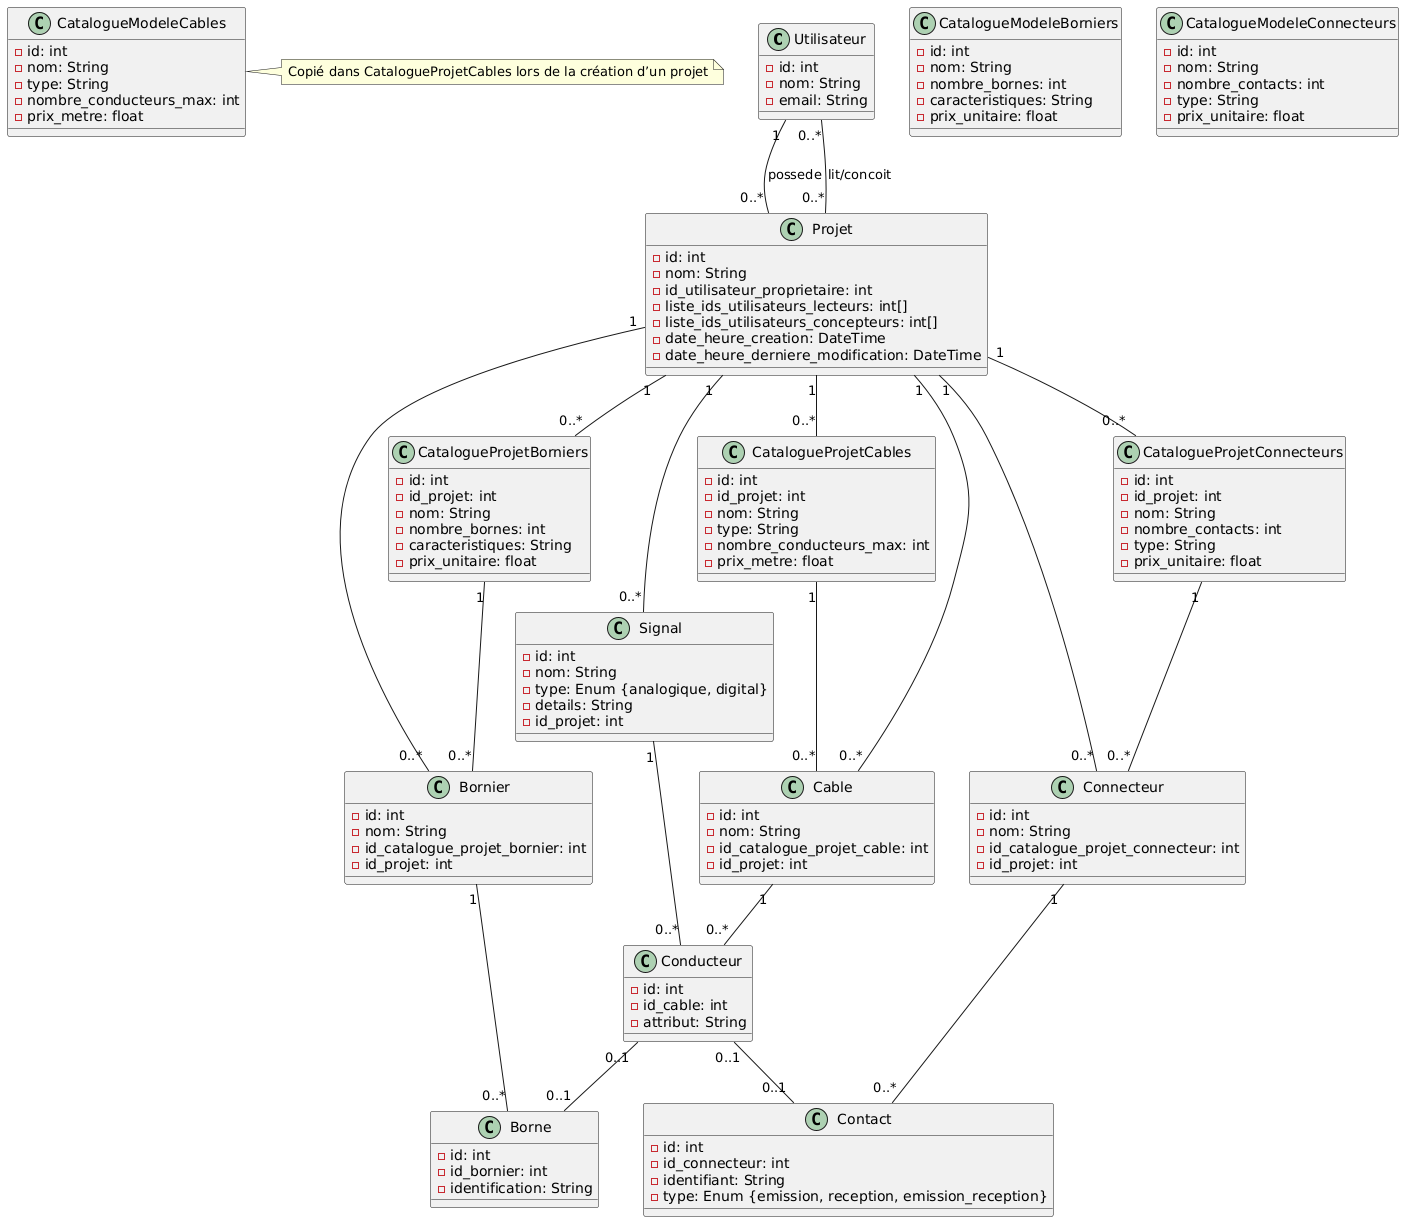 C CatalogueModeleCables
id: int
nom: String
type: String
nombre_conducteurs_max: int
prix_metre: float
Copié dans CatalogueProjetCables lors de la création d’un projet
C Utilisateur
id: int
nom: String
email: String
C CatalogueModeleBorniers
id: int
nom: String
nombre_bornes: int
caracteristiques: String
prix_unitaire: float
C CatalogueModeleConnecteurs
id: int
nom: String
nombre_contacts: int
type: String
prix_unitaire: float
1
0..*
possede
lit/concoit
0..*
0..*
C Projet
id: int
nom: String
id_utilisateur_proprietaire: int
liste_ids_utilisateurs_lecteurs: int[]
liste_ids_utilisateurs_concepteurs: int[]
date_heure_creation: DateTime
date_heure_derniere_modification: DateTime
1
1
1
1
1
1
1
0..*
0..*
0..*
C CatalogueProjetBorniers
id: int
id_projet: int
nom: String
nombre_bornes: int
caracteristiques: String
prix_unitaire: float
C CatalogueProjetCables
id: int
id_projet: int
nom: String
type: String
nombre_conducteurs_max: int
prix_metre: float
C CatalogueProjetConnecteurs
id: int
id_projet: int
nom: String
nombre_contacts: int
type: String
prix_unitaire: float
1
0..*
1
1
C Signal
id: int
nom: String
type: Enum {analogique, digital}
details: String
id_projet: int
0..*
0..*
1
0..*
0..*
0..*
0..*
C Bornier
id: int
nom: String
id_catalogue_projet_bornier: int
id_projet: int
C Cable
id: int
nom: String
id_catalogue_projet_cable: int
id_projet: int
C Connecteur
id: int
nom: String
id_catalogue_projet_connecteur: int
id_projet: int
1
1
1
0..*
0..*
C Conducteur
id: int
id_cable: int
attribut: String
0..1
0..1
0..*
0..1
0..1
0..*
C Borne
id: int
id_bornier: int
identification: String
C Contact
id: int
id_connecteur: int
identifiant: String
type: Enum {emission, reception, emission_reception}